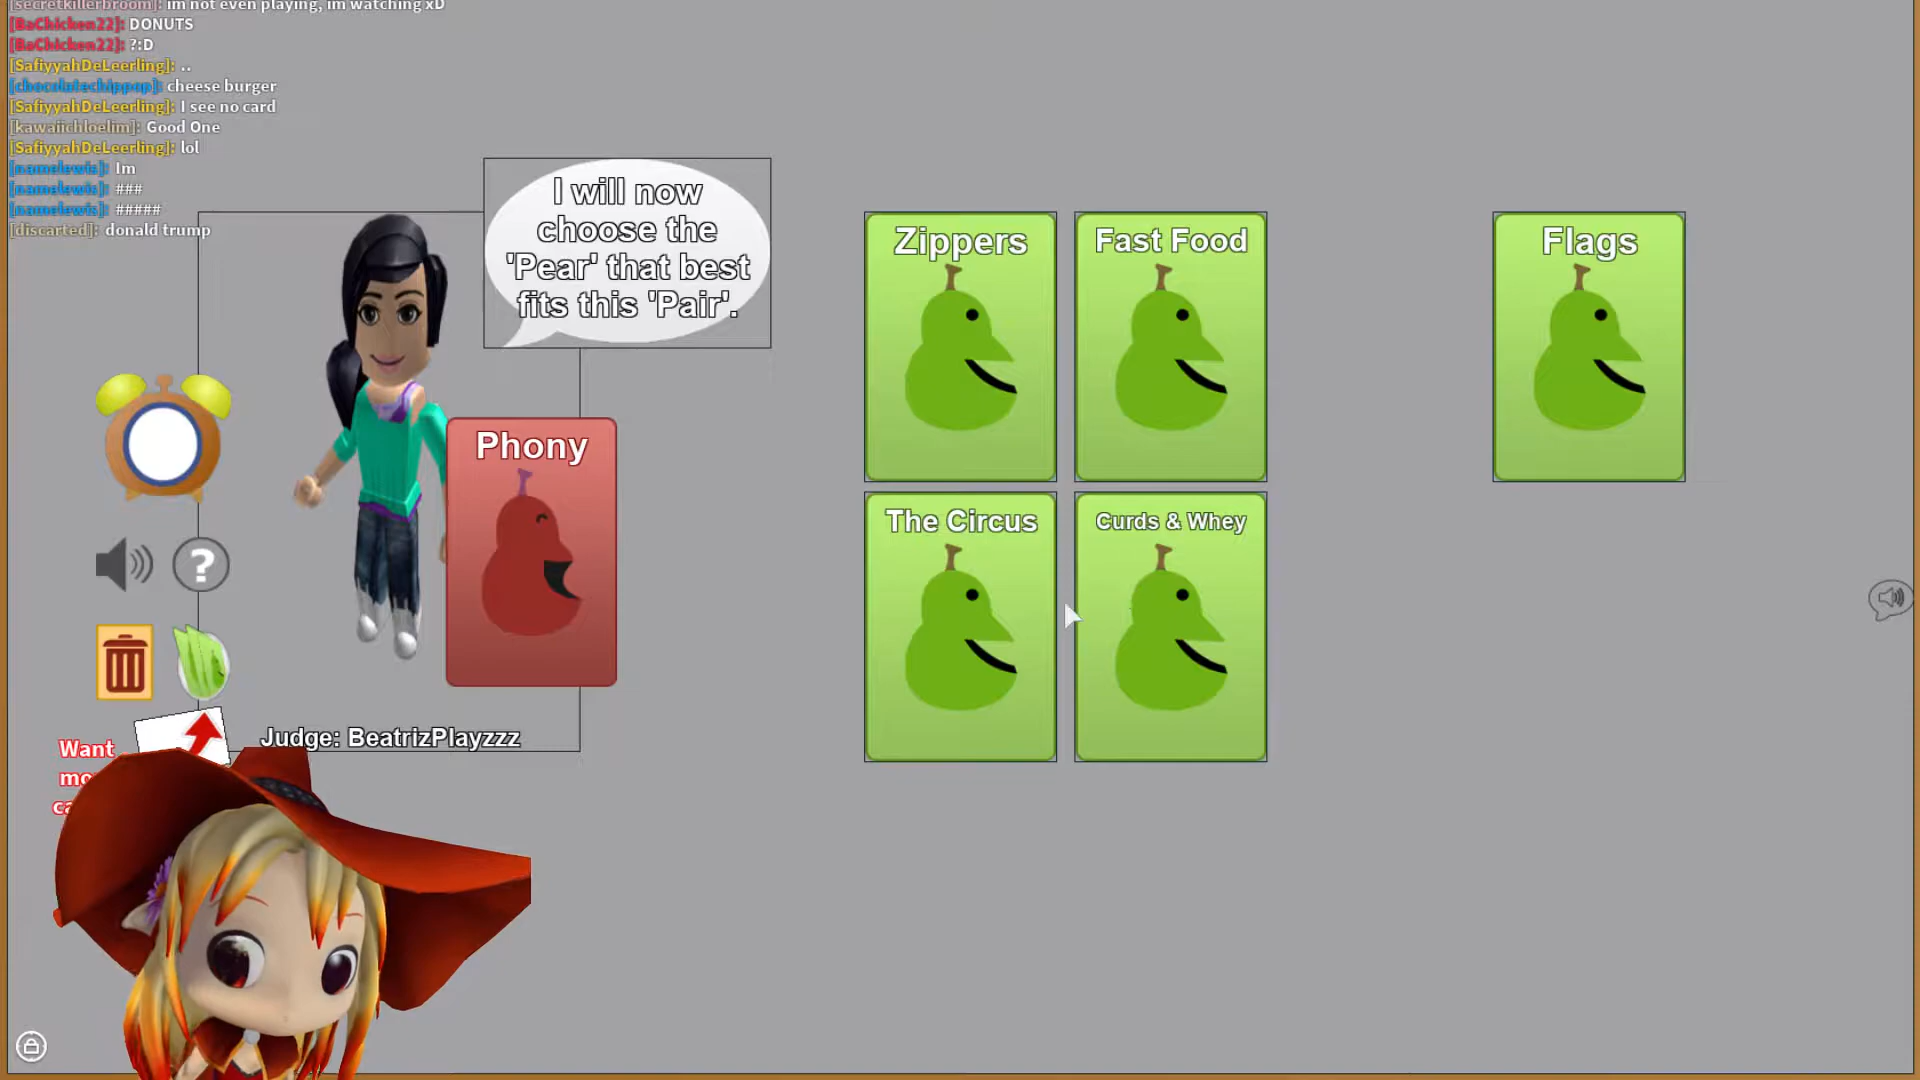 [secretkillerbroom]: im not even playing, im watching xD
[BaChicken22]: DONUTS
[BaChicken22]: ?:D
[SafiyyahDeLeerling]: ..
[chocolatechippop]: cheese burger
[SafiyyahDeLeerling]: I see no card
[kawaiichloelim]: Good One
[SafiyyahDeLeerling]: lol
[namelewis]: Im
[namelewis]: ###
[namelewis]: #####
[discarted]: donald trump
I will now
choose the
'Pear' that best
fits this 'Pair'.
Phony
Judge: BeatrizPlayzzz
Want
?
Zippers
Fast Food
Flags
The Circus
Curds & Whey